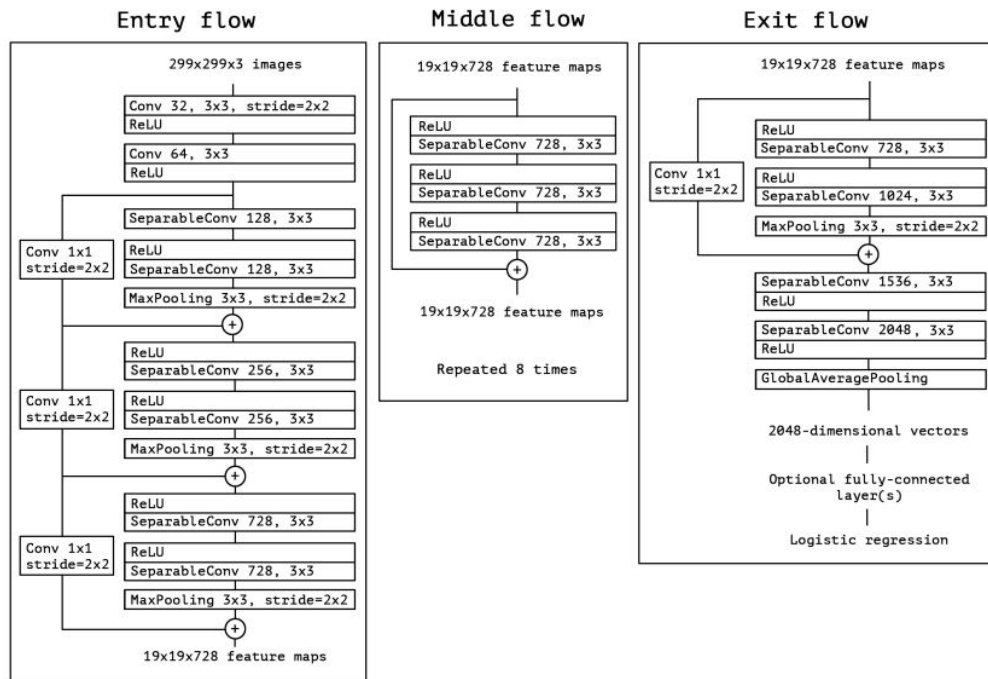 Entry flow
299x299x3 images
Conv 32, 3x3, stride=2x2
ReLU
Conv 64, 3x3
ReLU
SeparableConv 128, 3x3
Conv 1x1
stride=2x2
ReLU
SeparableConv 128, 3x3
MaxPooling 3x3, stride=2x2
+
ReLU
SeparableConv 256, 3x3
Conv 1x1
stride=2x2
ReLU
SeparableConv 256, 3x3
MaxPooling 3x3, stride=2x2
+
ReLU
SeparableConv 728, 3x3
Conv 1x1
stride=2x2
ReLU
SeparableConv 728, 3x3
MaxPooling 3x3, stride=2x2
+
19x19x728 feature maps
Middle flow
19x19x728 feature maps
ReLU
SeparableConv 728, 3x3
ReLU
SeparableConv 728, 3x3
ReLU
SeparableConv 728, 3x3
+
19x19x728 feature maps
Repeated 8 times
Exit flow
19x19x728 feature maps
ReLU
SeparableConv 728, 3x3
Conv 1x1
stride=2x2
ReLU
SeparableConv 1024, 3x3
MaxPooling 3x3, stride=2x2
+
SeparableConv 1536, 3x3
ReLU
SeparableConv 2048, 3x3
ReLU
GlobalAveragePooling
2048-dimensional vectors
Optional fully-connected
layer(s)
Logistic regression